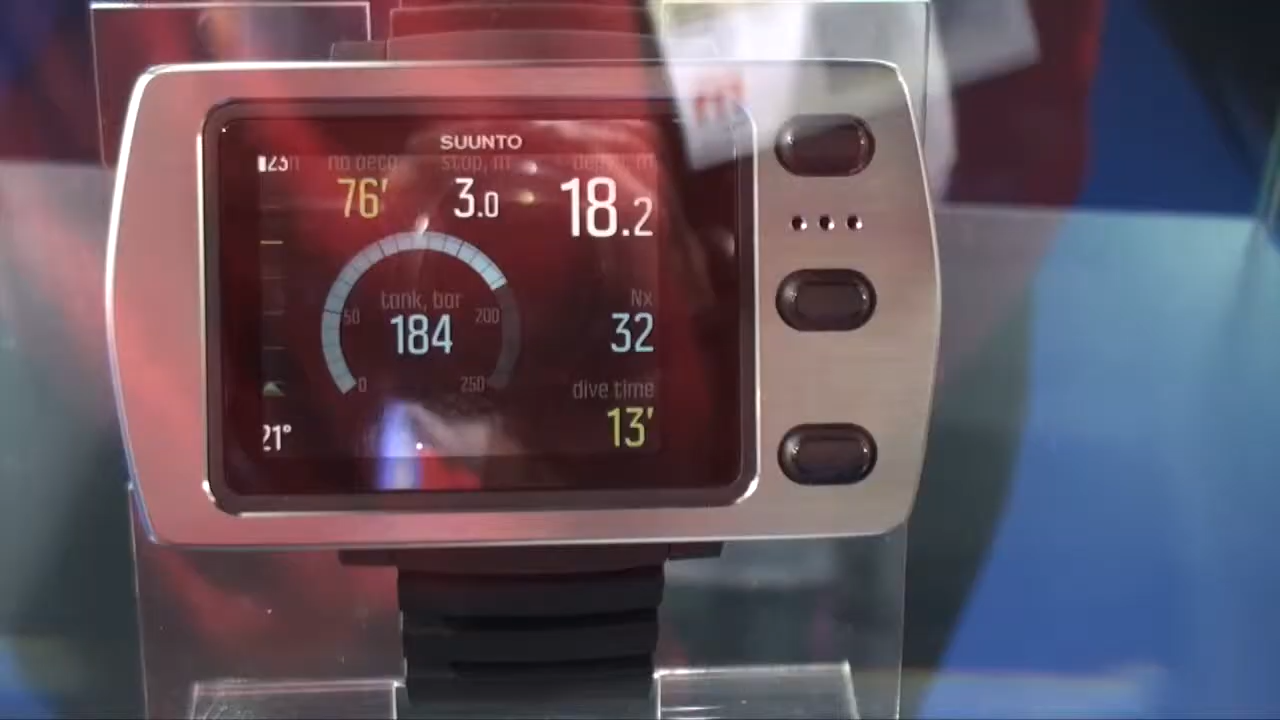 SUUNTO
23h no deco stop, m depth, m
76' 3.0 18.2
tank, bar Nx
50 200
184 32
0 250 dive time
21° 13'